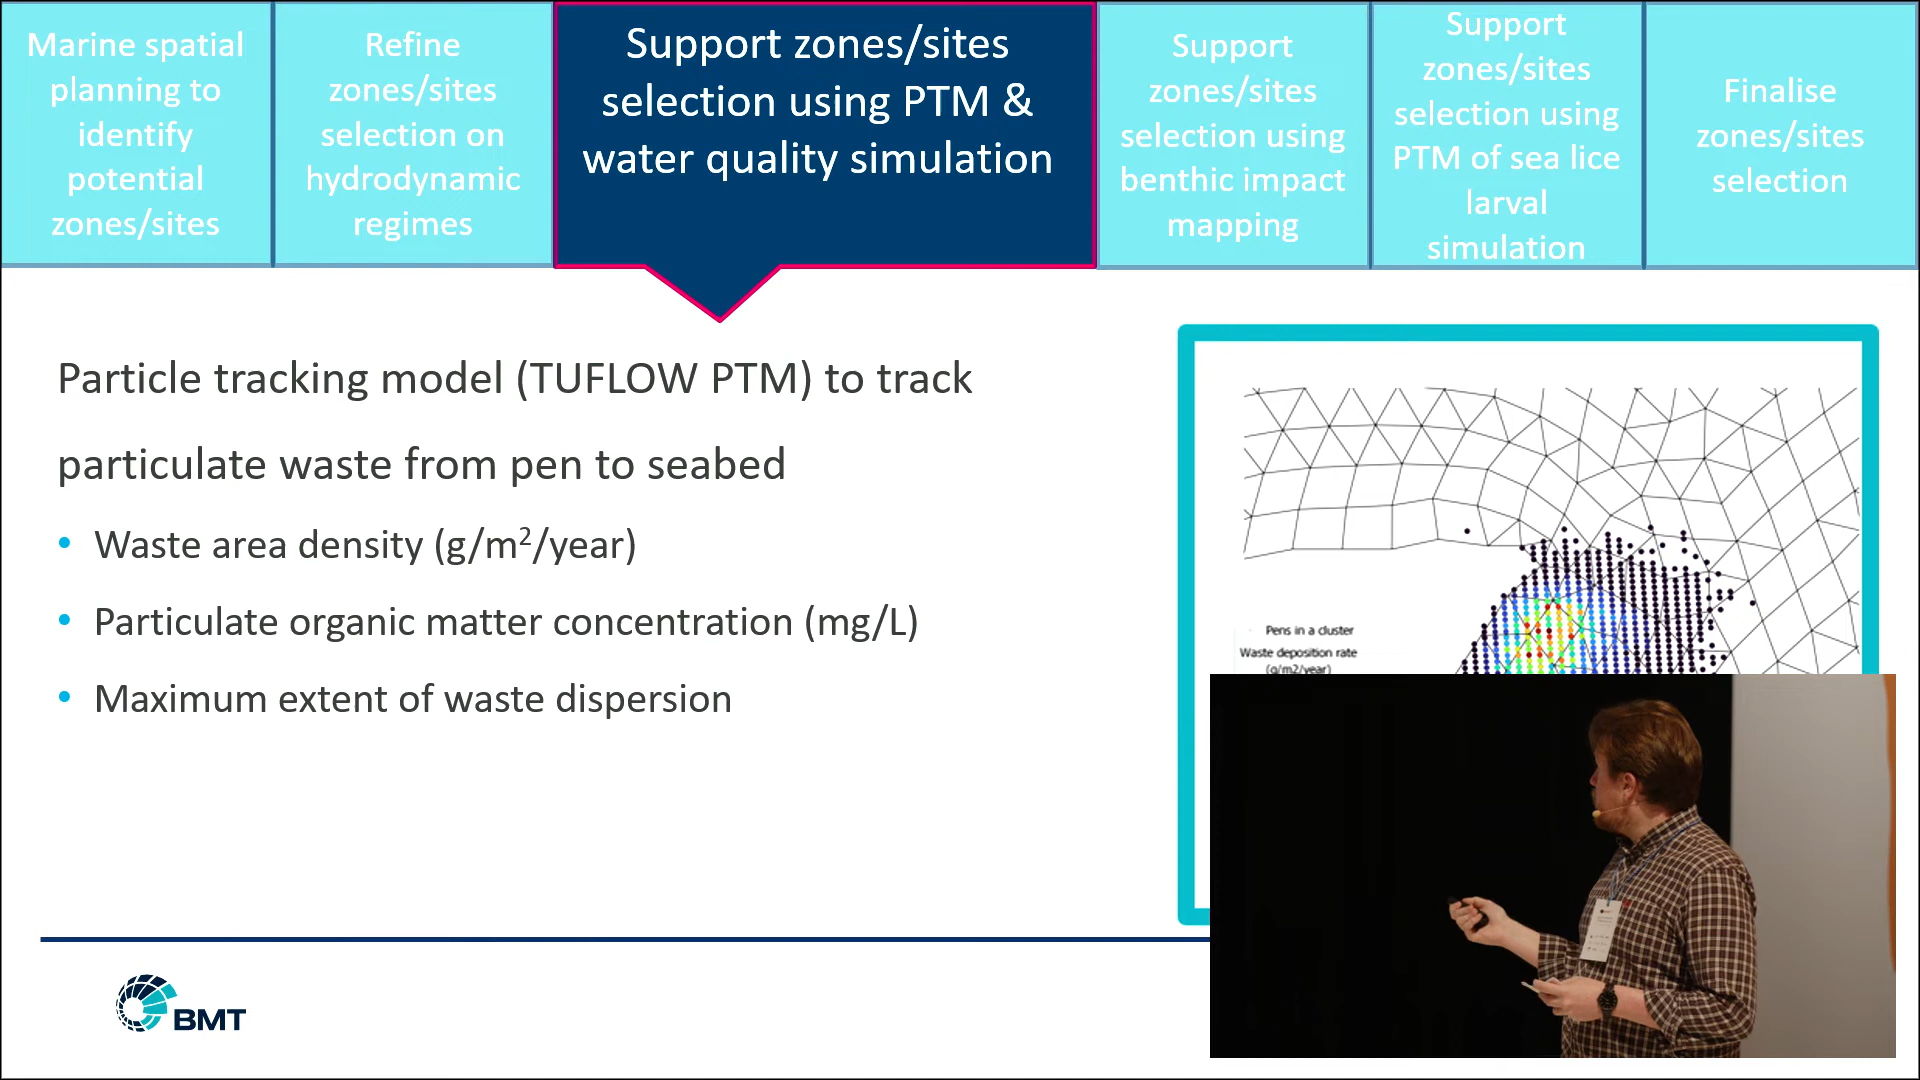 Marine spatial
planning to
identify
potential
zones/sites
Refine
zones/sites
selection on
hydrodynamic
regimes
Support zones/sites
selection using PTM &
water quality simulation
Support
zones/sites
selection using
benthic impact
mapping
Support
zones/sites
selection using
PTM of sea lice
larval
simulation
Finalise
zones/sites
selection
Particle tracking model (TUFLOW PTM) to track
particulate waste from pen to seabed
• Waste area density (g/m²/year)
• Particulate organic matter concentration (mg/L)
• Maximum extent of waste dispersion
Pens in a cluster
Waste deposition rate
(g/m2/year)
BMT